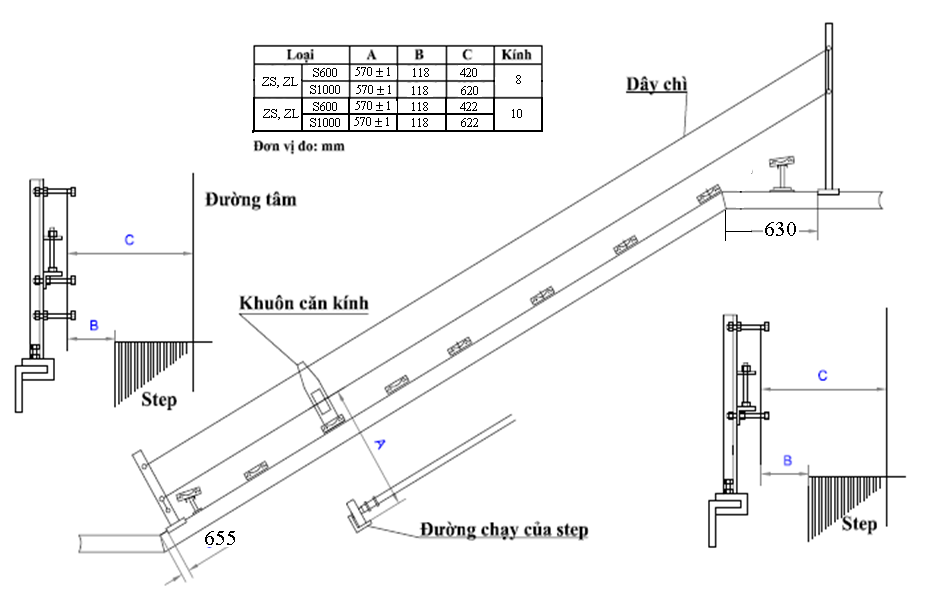 Loại A B C Kính
ZS, ZL S600 570 ± 1 118 420 8
S1000 570 ± 1 118 620
ZS, ZL S600 570 ± 1 118 422 10
S1000 570 ± 1 118 622
Đơn vị đo: mm
Dây chì
Đường tâm
C
630
Khuôn căn kính
B
Step
C
A
B
Step
Đường chạy của step
655